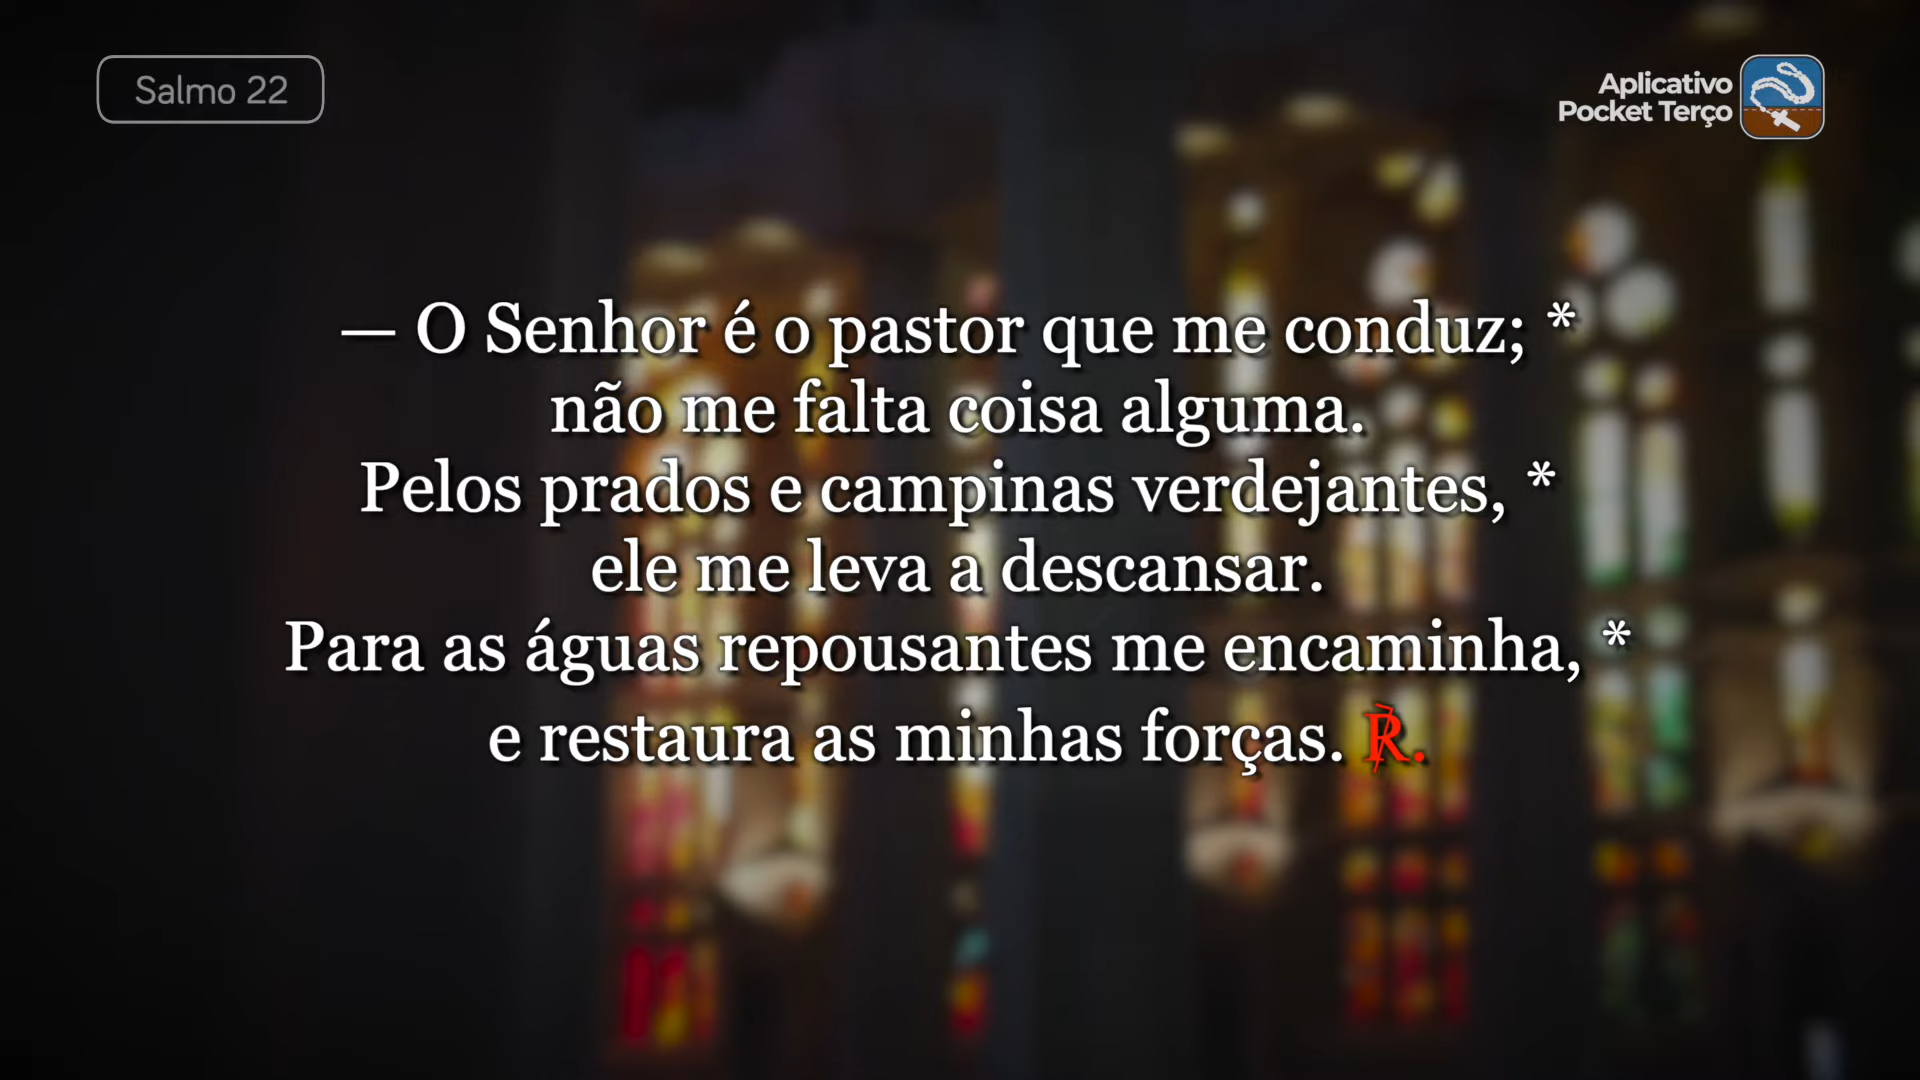 Salmo 22
Aplicativo
Pocket Terço
— O Senhor é o pastor que me conduz; *
não me falta coisa alguma.
Pelos prados e campinas verdejantes, *
ele me leva a descansar.
Para as águas repousantes me encaminha, *
e restaura as minhas forças. ℟.